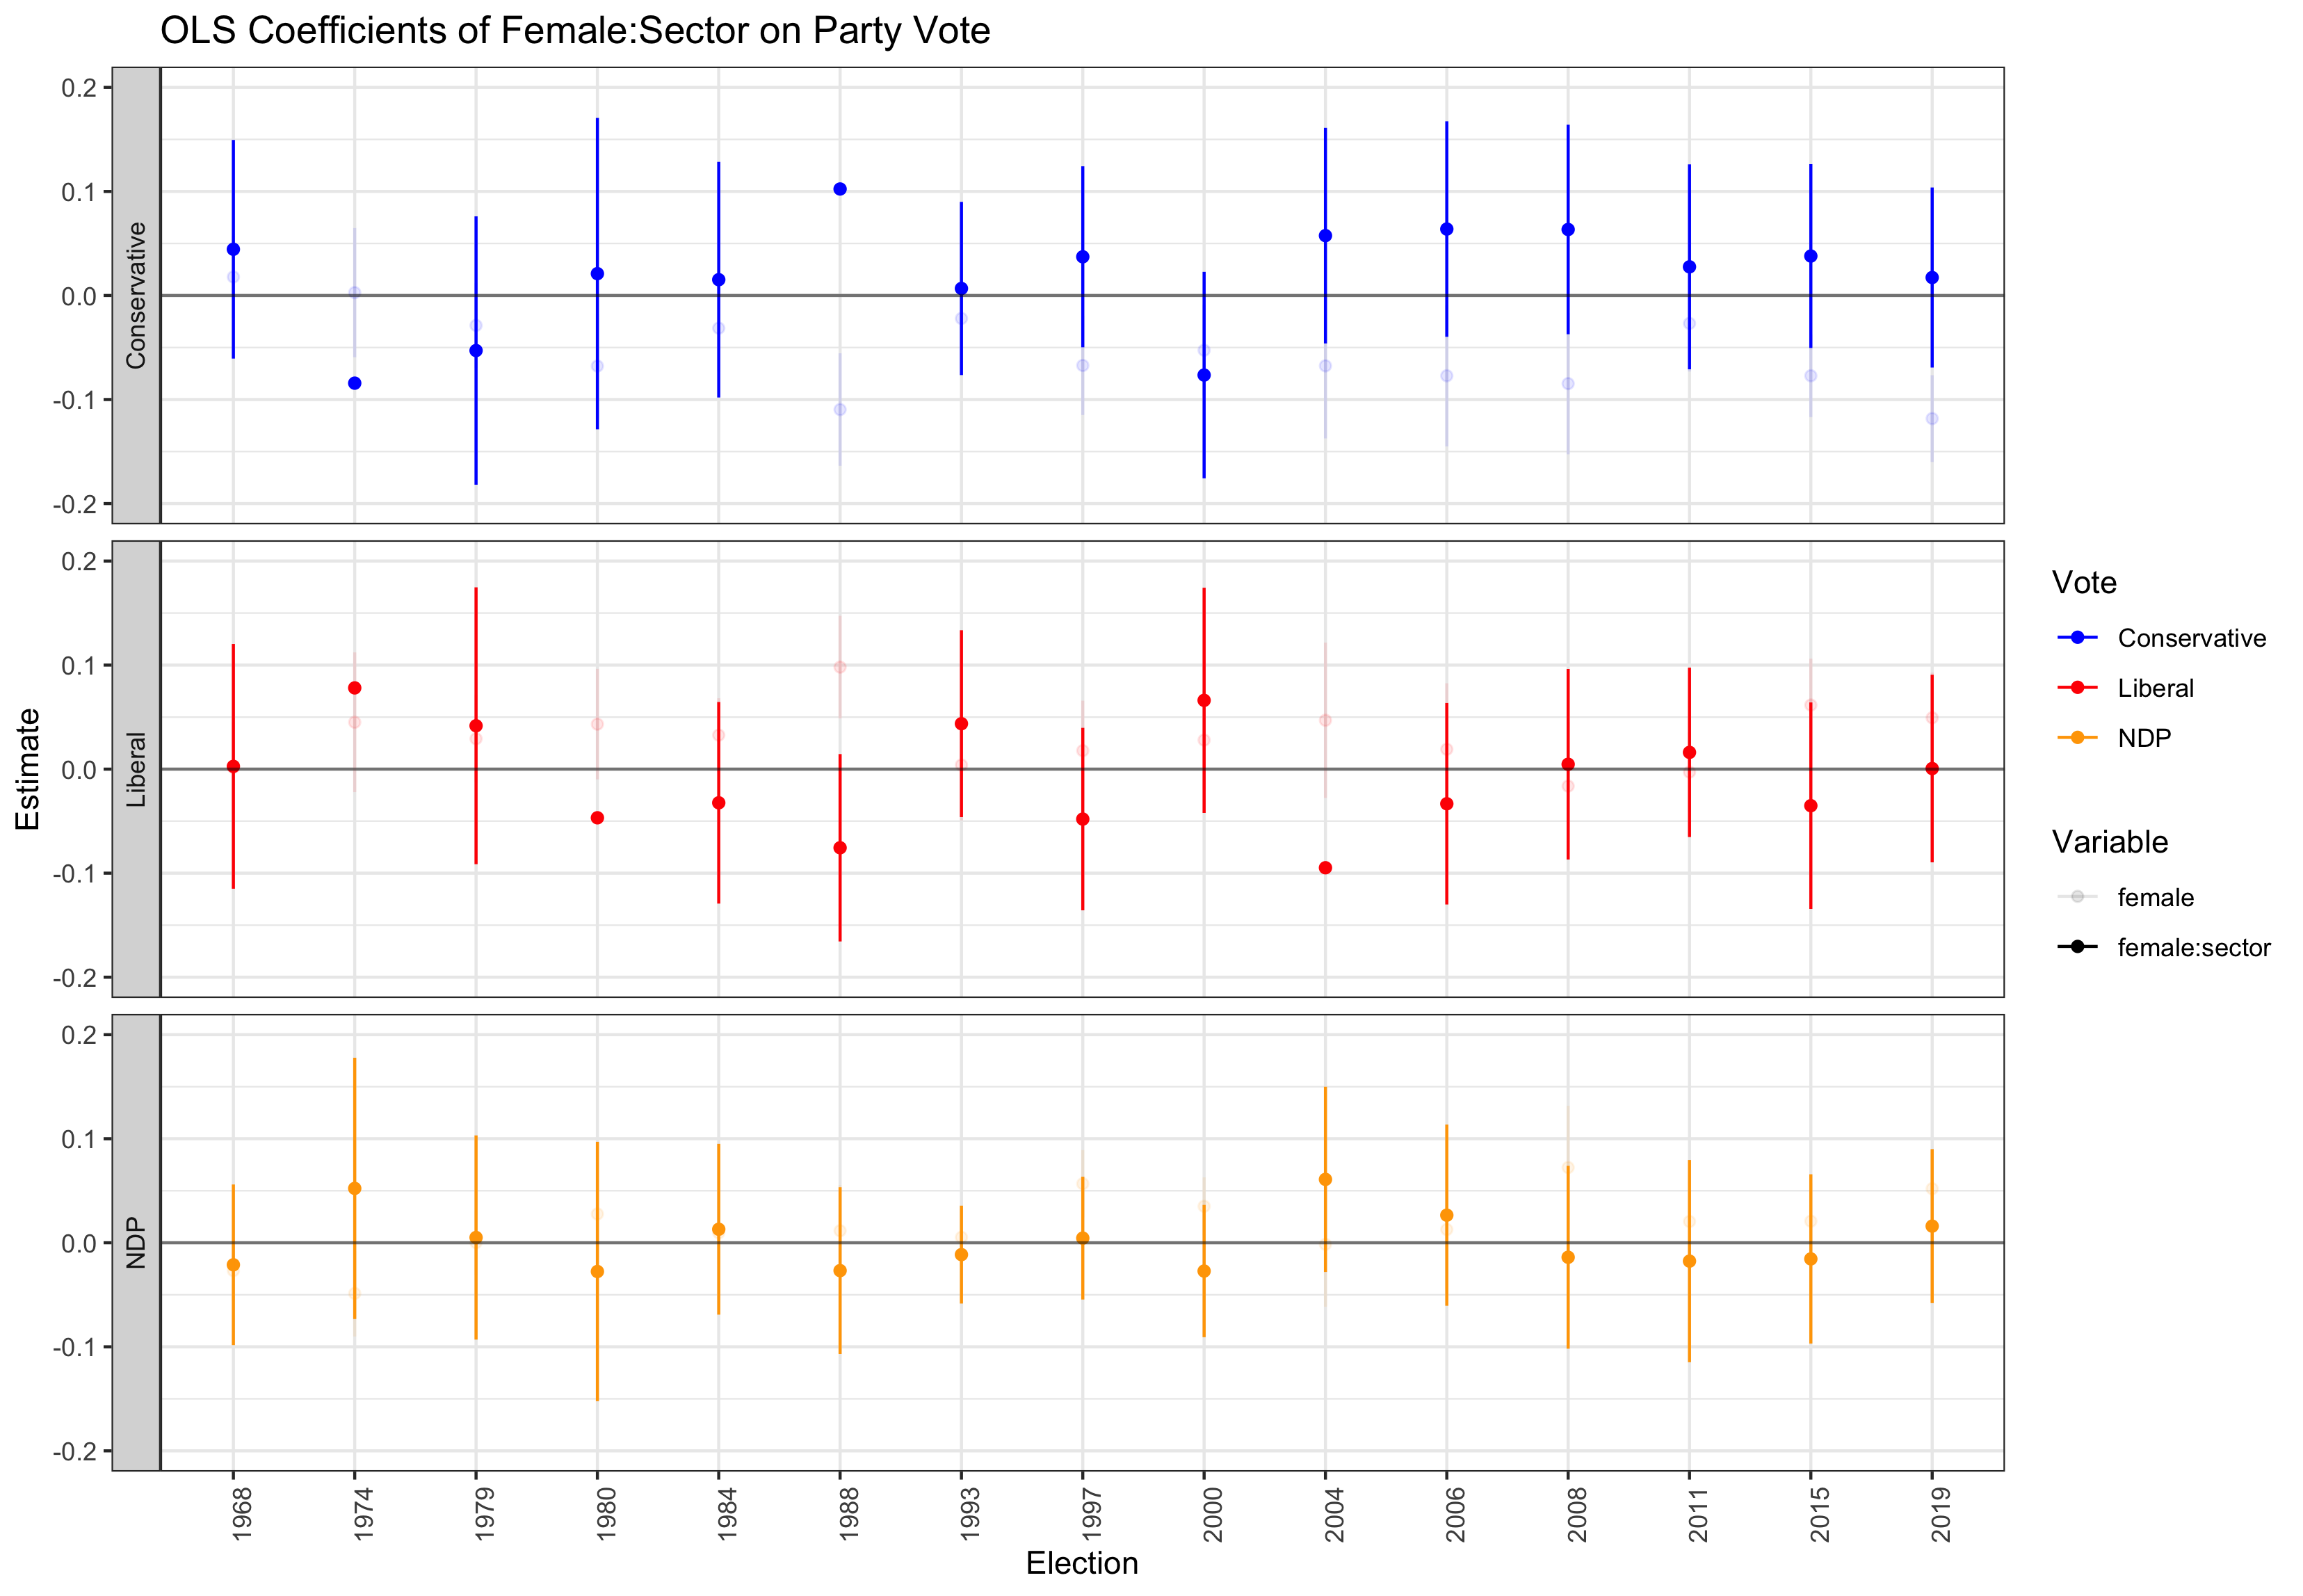 OLS Coefficients of Female:Sector on Party Vote
Estimate
Conservative
0.2
0.1
0.0
-0.1
-0.2
Liberal
0.2
0.1
0.0
-0.1
-0.2
NDP
0.2
0.1
0.0
-0.1
-0.2
1968
1974
1979
1980
1984
1988
1993
1997
2000
2004
2006
2008
2011
2015
2019
Election
Vote
Conservative
Liberal
NDP
Variable
female
female:sector